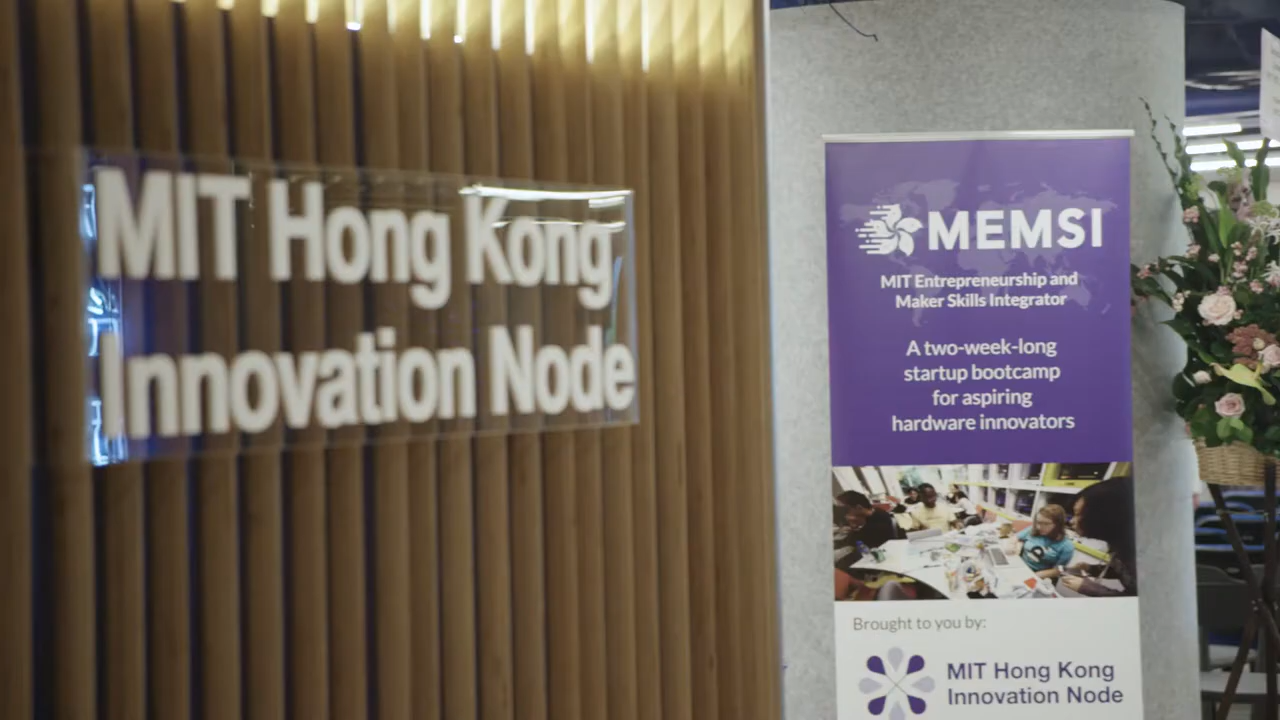 MIT Hong Kong
Innovation Node
MEMSI
MIT Entrepreneurship and
Maker Skills Integrator
A two-week-long
startup bootcamp
for aspiring
hardware innovators
Brought to you by:
MIT Hong Kong
Innovation Node